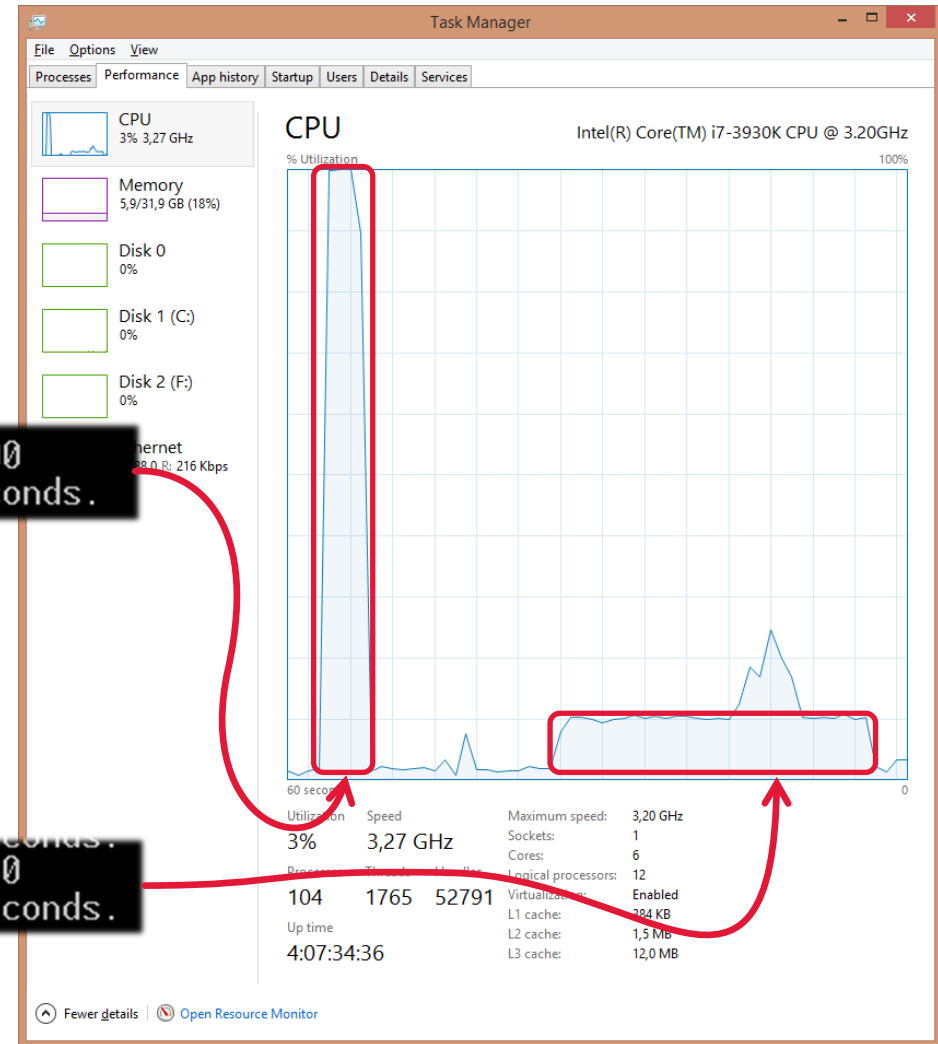 Task Manager
File Options View
Processes Performance App history Startup Users Details Services
CPU
3% 3,27 GHz
Memory
5,9/31,9 GB (18%)
Disk 0
0%
Disk 1 (C:)
0%
Disk 2 (F:)
0%
R: 216 Kbps
CPU
Intel(R) Core(TM) i7-3930K CPU @ 3.20GHz
% Utilization 100%
60 0
Utilization Speed
3% 3,27 GHz
104 1765 52791
Up time
4:07:34:36
Maximum speed: 3,20 GHz
Sockets: 1
Cores: 6
Logical processors: 12
Virtualization: Enabled
L1 cache: 384 KB
L2 cache: 1,5 MB
L3 cache: 12,0 MB
0
onds.
0
conds.
Fewer details Open Resource Monitor